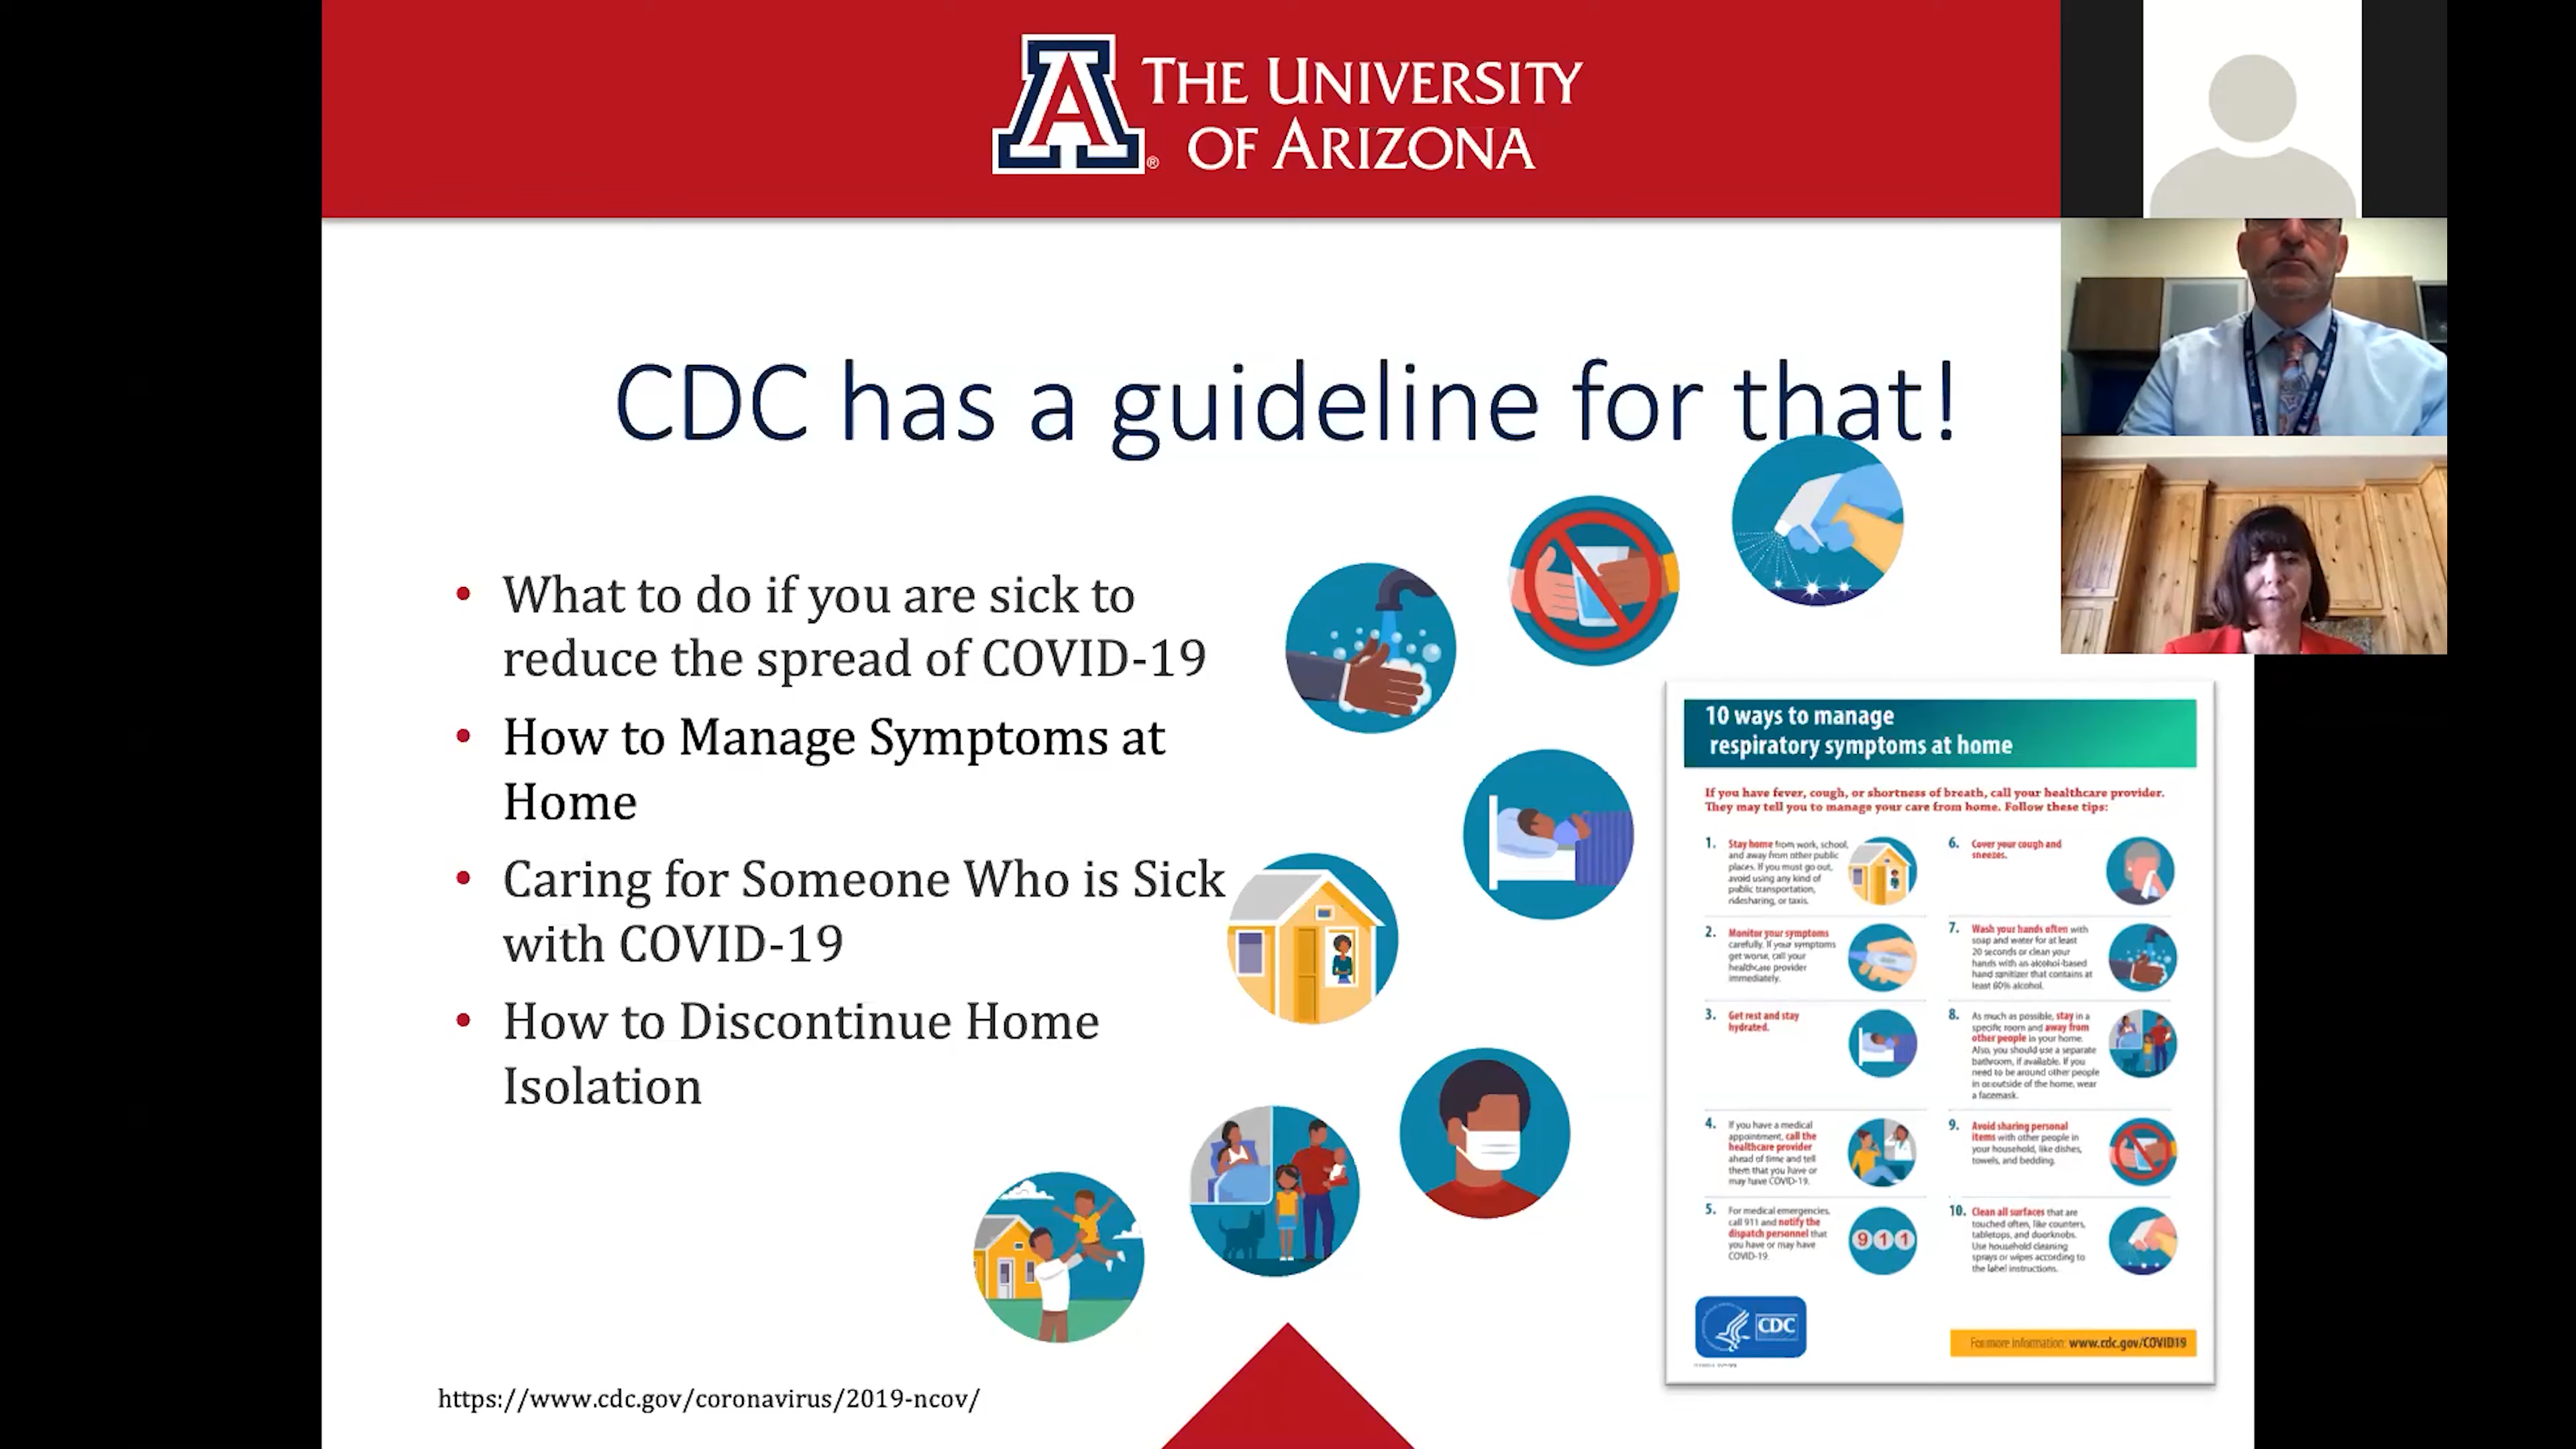 THE UNIVERSITY
OF ARIZONA
CDC has a guideline for that!
• What to do if you are sick to
reduce the spread of COVID-19
• How to Manage Symptoms at
Home
• Caring for Someone Who is Sick
with COVID-19
• How to Discontinue Home
Isolation
https://www.cdc.gov/coronavirus/2019-ncov/
10 ways to manage
respiratory symptoms at home
If you have fever, cough, or shortness of breath, call your healthcare provider.
They may tell you to manage your care from home. Follow these tips:
1. Stay home from work, school,
and away from other public
places. If you must go out,
avoid using any kind of
public transportation,
ridesharing, or taxis.
2. Monitor your symptoms
carefully. If your symptoms
get worse, call your
healthcare provider
immediately.
3. Get rest and stay
hydrated.
4. If you have a medical
appointment, call the
healthcare provider
ahead of time and tell
them that you have or
may have COVID-19.
5. For medical emergencies,
call 911 and notify the
dispatch personnel that
you have or may have
COVID-19.
911
6. Cover your cough and
sneezes.
7. Wash your hands often with
soap and water for at least
20 seconds or clean your
hands with an alcohol-based
hand sanitizer that contains at
least 60% alcohol.
8. As much as possible, stay in a
specific room and away from
other people in your home.
Also, you should use a separate
bathroom, if available. If you
need to be around other people
in or outside of the home, wear
a facemask.
9. Avoid sharing personal
items with other people in
your household, like dishes,
towels, and bedding.
10. Clean all surfaces that are
touched often, like counters,
tabletops, and doorknobs.
Use household cleaning
sprays or wipes according to
the label instructions.
CDC
For more information: www.cdc.gov/COVID19